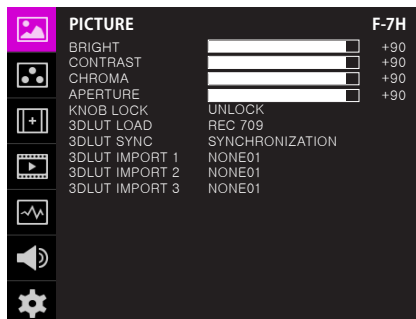 PICTURE F-7H
BRIGHT +90
CONTRAST +90
CHROMA +90
APERTURE +90
KNOB LOCK UNLOCK
3DLUT LOAD REC 709
3DLUT SYNC SYNCHRONIZATION
3DLUT IMPORT 1 NONE01
3DLUT IMPORT 2 NONE01
3DLUT IMPORT 3 NONE01